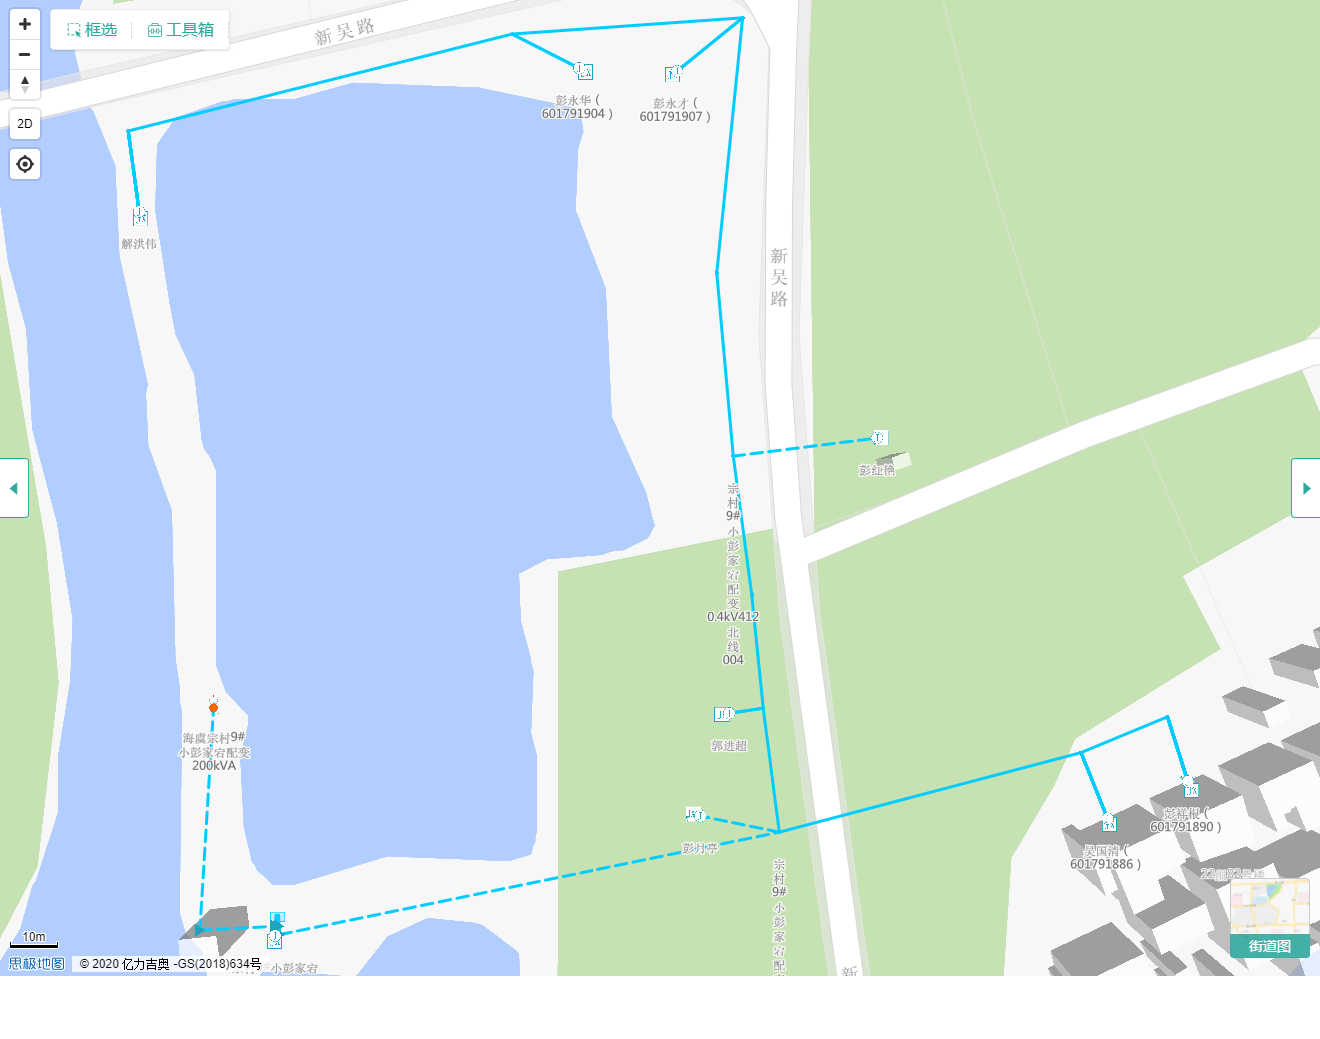 框选
工具箱
新吴路
2D
彭永华(
601791904 )
彭永才(
601791907 )
解洪伟
新
吴
路
彭红艳
宗
村
9#
小
彭
家
宕
配
变
0.4kV412
北
线
004
海虞宗村9#
小彭家宕配变
200kVA
郭进超
彭月亭
彭祥根(
601791890 )
吴国清(
601791886 )
宗
村
9#
小
彭
家
宕
配
变
新
10m
思极地图
© 2020 亿力吉奥 -GS(2018)634号
小彭家宕
街道图